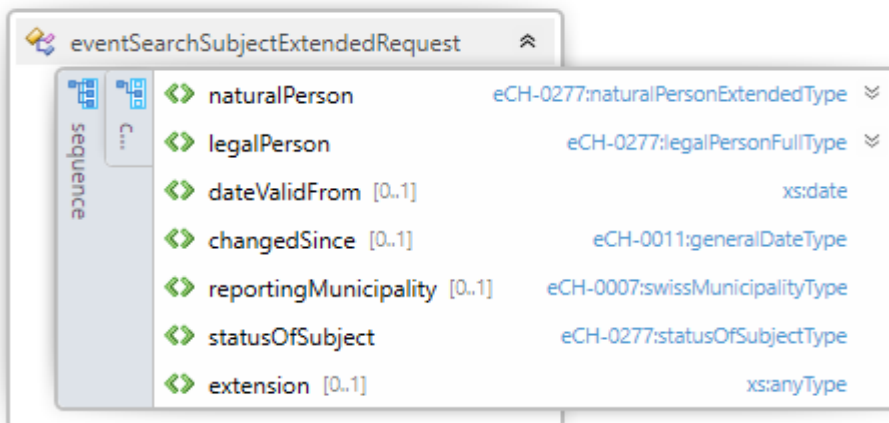 eventSearchSubjectExtendedRequest
sequence
C...
naturalPerson eCH-0277:naturalPersonExtendedType
legalPerson eCH-0277:legalPersonFullType
dateValidFrom [0..1] xs:date
changedSince [0..1] eCH-0011:generalDateType
reportingMunicipality [0..1] eCH-0007:swissMunicipalityType
statusOfSubject eCH-0277:statusOfSubjectType
extension [0..1] xs:anyType